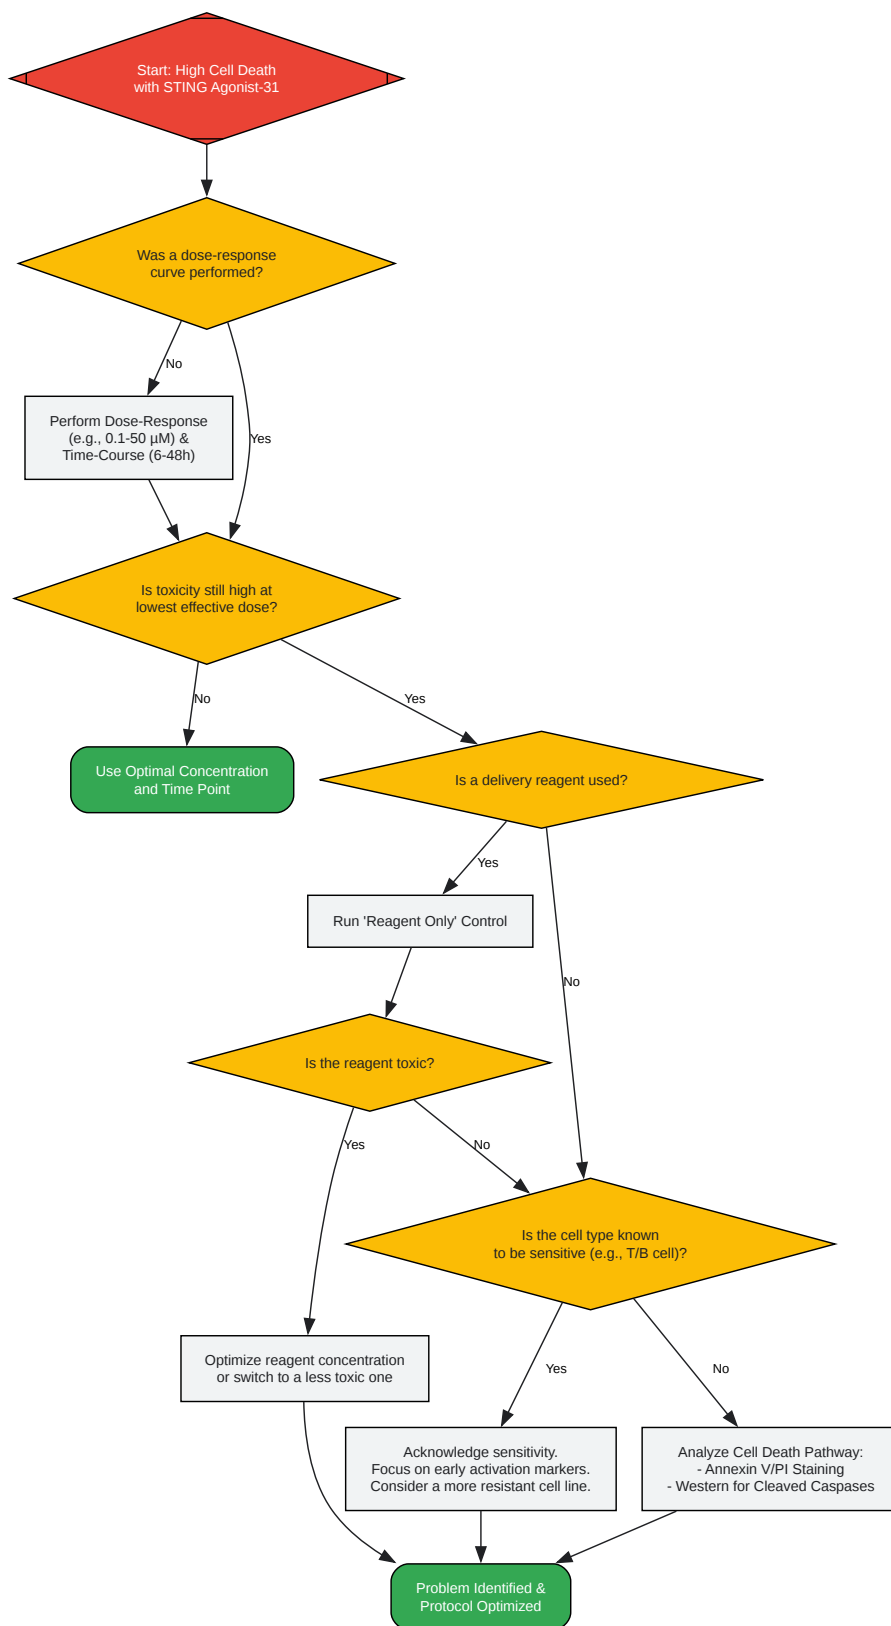 Start: High Cell Death
with STING Agonist-31
Was a dose-response
curve performed?
No
Yes
Perform Dose-Response
(e.g., 0.1-50 µM) &
Time-Course (6-48h)
Is toxicity still high at
lowest effective dose?
No
Yes
Use Optimal Concentration
and Time Point
Is a delivery reagent used?
Yes
Run 'Reagent Only' Control
No
Is the reagent toxic?
Yes
No
Is the cell type known
to be sensitive (e.g., T/B cell)?
Optimize reagent concentration
or switch to a less toxic one
Yes
No
Acknowledge sensitivity.
Focus on early activation markers.
Consider a more resistant cell line.
Analyze Cell Death Pathway:
- Annexin V/PI Staining
- Western for Cleaved Caspases
Problem Identified &
Protocol Optimized